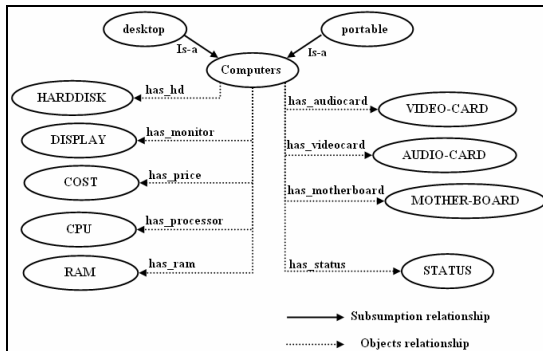 desktop
portable
Is-a
Is-a
Computers
HARDDISK
has_hd
DISPLAY
has_monitor
COST
has_price
CPU
has_processor
RAM
has_ram
has_audiocard
VIDEO-CARD
has_videocard
AUDIO-CARD
has_motherboard
MOTHER-BOARD
has_status
STATUS
Subsumption relationship
Objects relationship